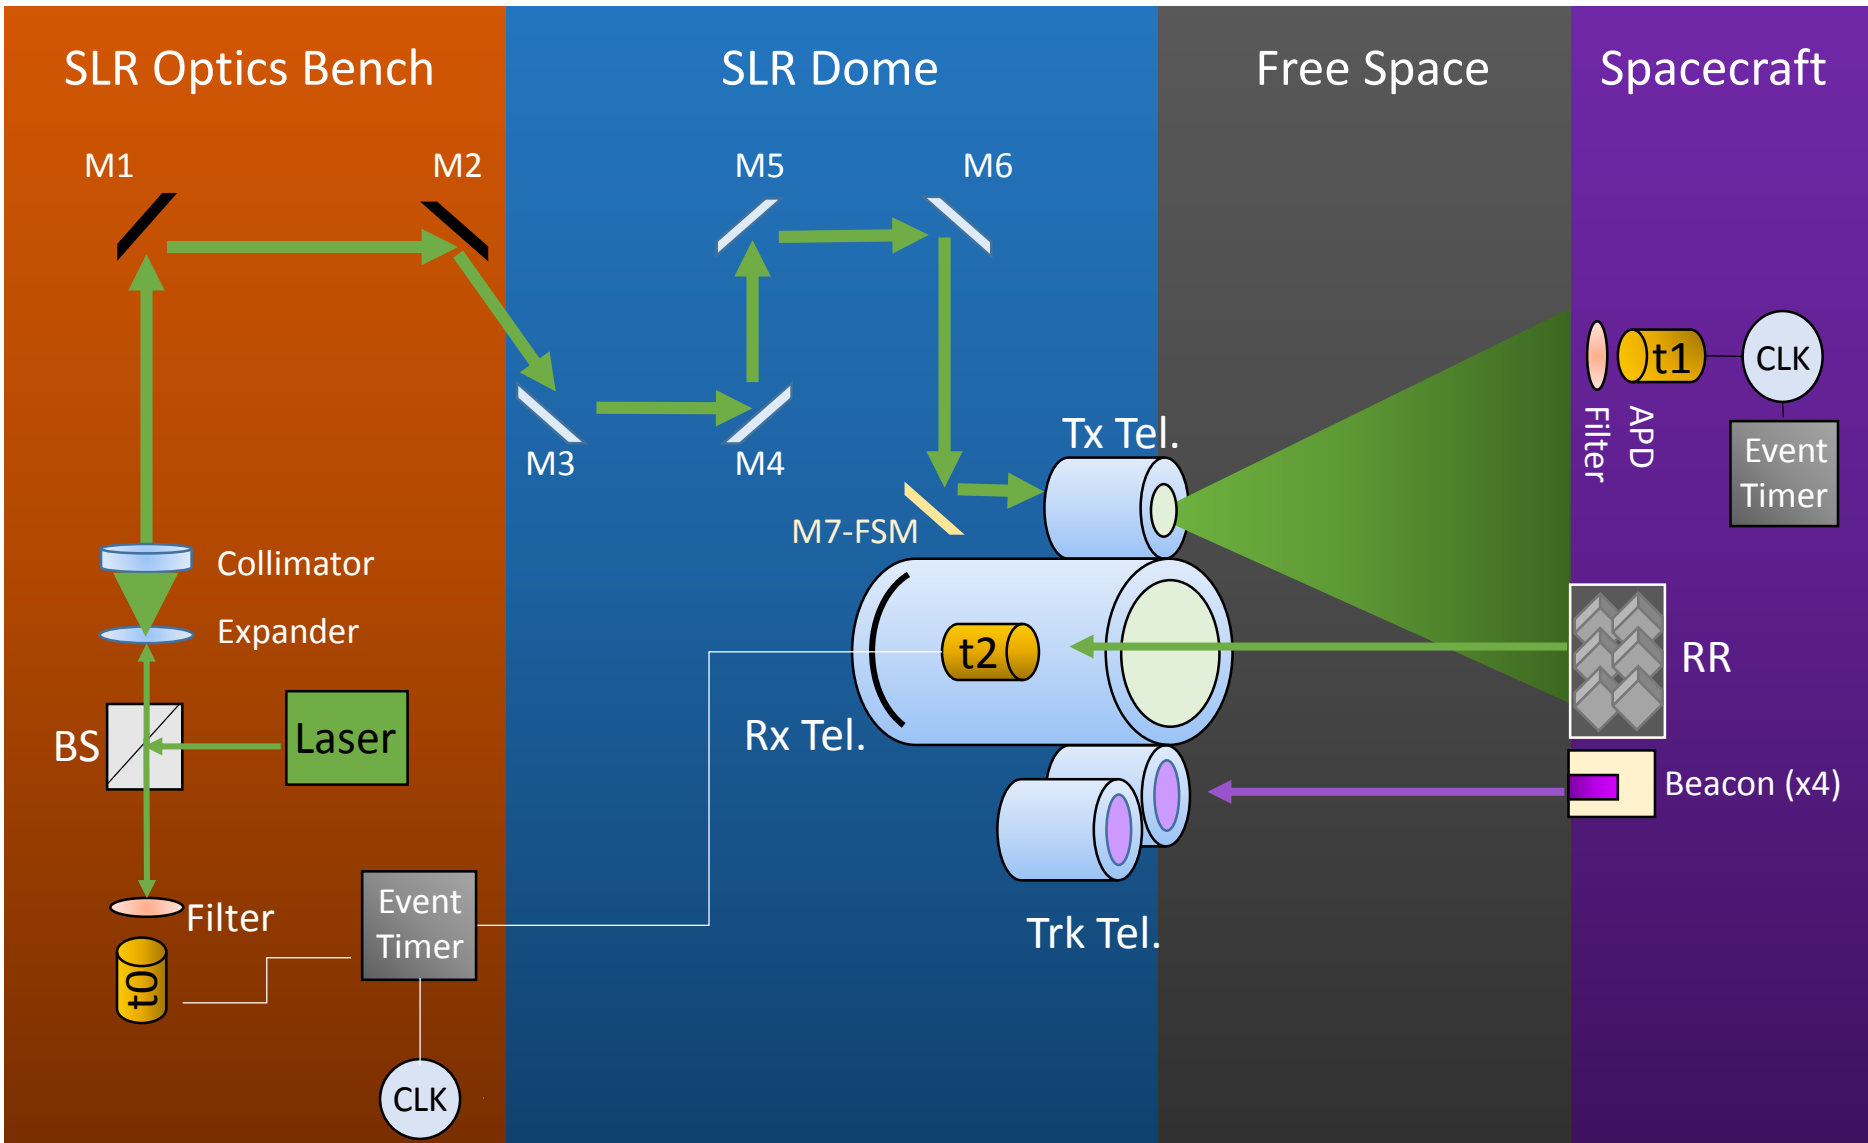 SLR Optics Bench
SLR Dome
Free Space
Spacecraft
M1
M2
M5
M6
M3
M4
M7-FSM
Tx Tel.
Collimator
Expander
BS
Laser
Filter
t0
Event
Timer
CLK
Rx Tel.
t2
Trk Tel.
Filter
APD
t1
CLK
Event
Timer
RR
Beacon (x4)